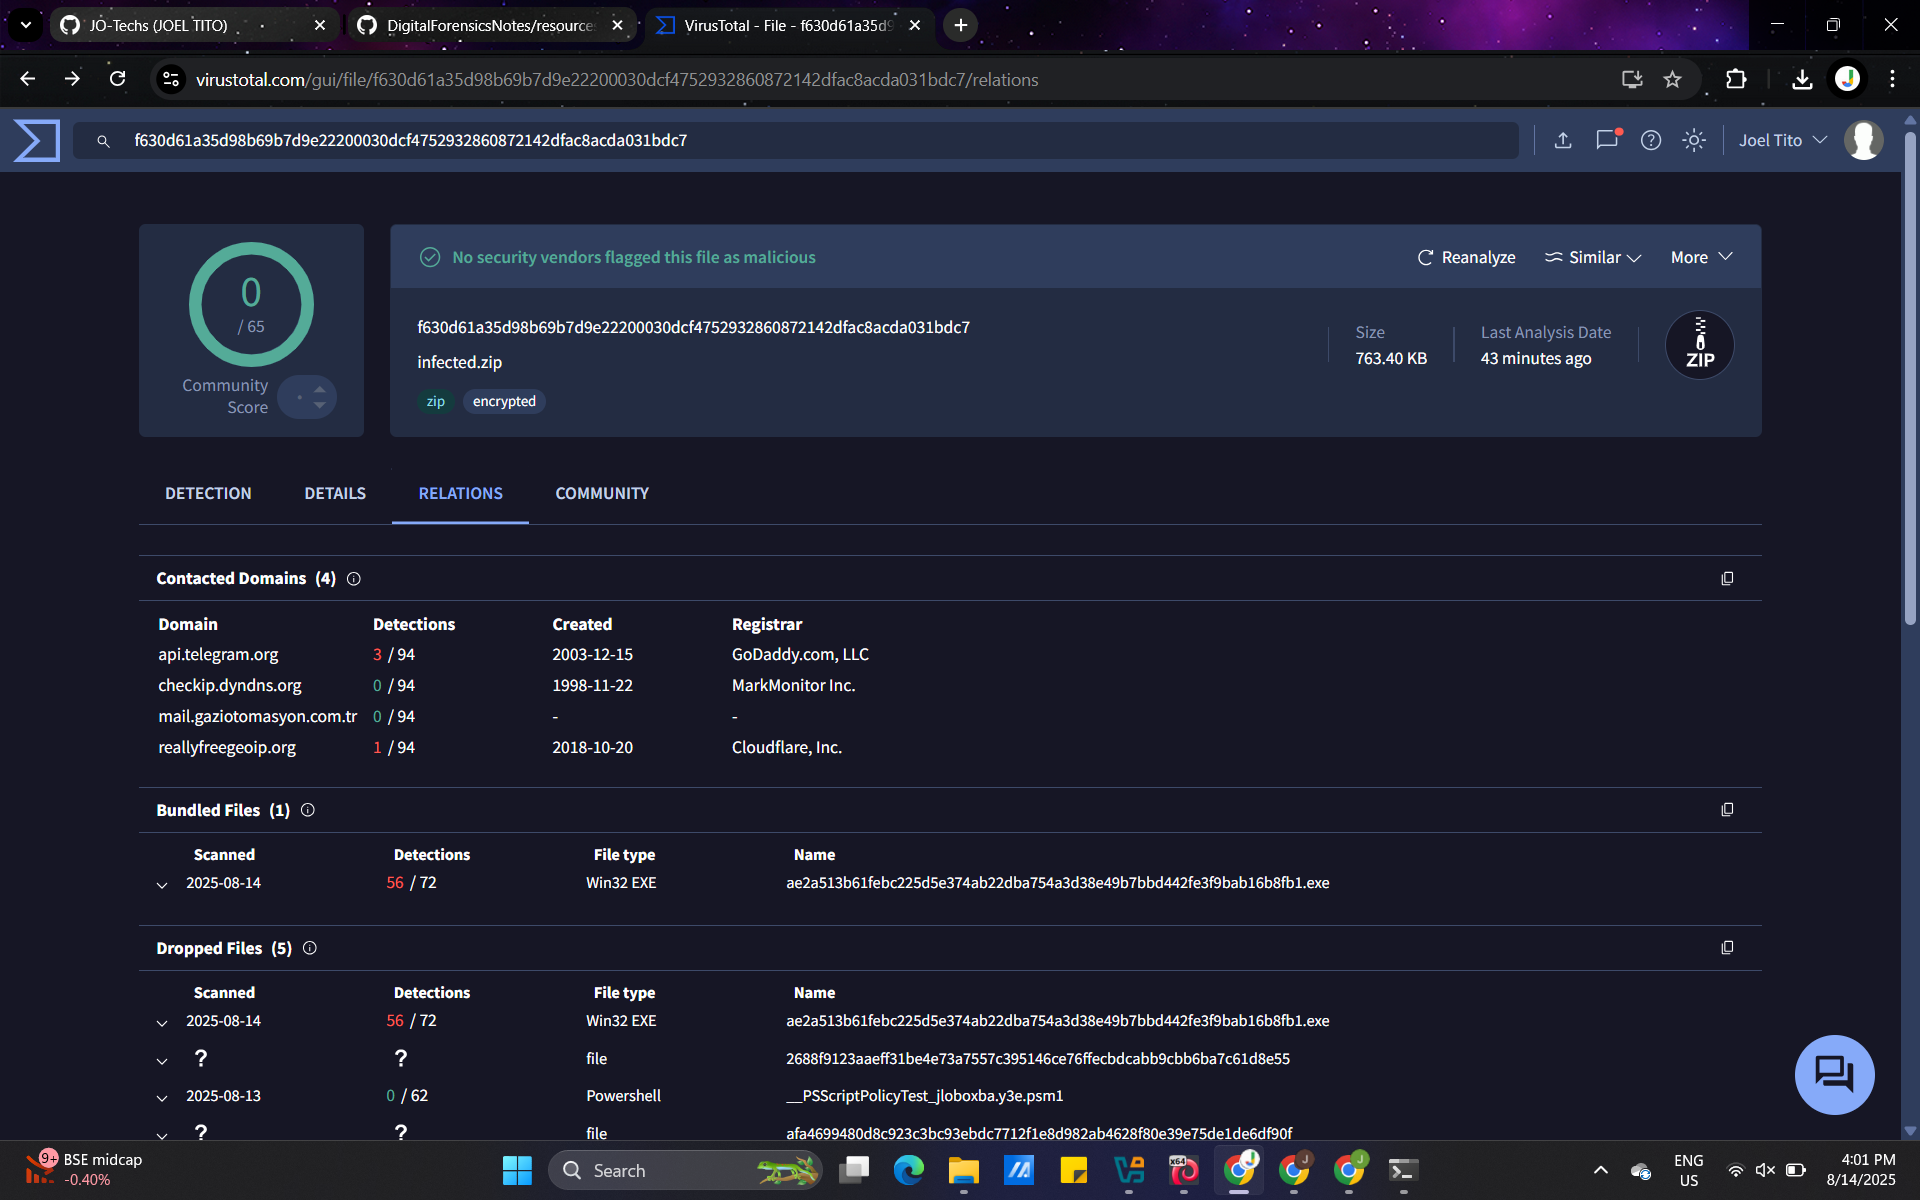 JO-Techs (JOEL TITO)
DigitalForensicsNotes/resource
VirusTotal - File - f630d61a35d9
virustotal.com/gui/file/f630d61a35d98b69b7d9e22200030dcf4752932860872142dfac8acda031bdc7/relations
f630d61a35d98b69b7d9e22200030dcf4752932860872142dfac8acda031bdc7
Joel Tito
0
/ 65
Community
Score
No security vendors flagged this file as malicious
Reanalyze
Similar
More
f630d61a35d98b69b7d9e22200030dcf4752932860872142dfac8acda031bdc7
infected.zip
zip
encrypted
Size
763.40 KB
Last Analysis Date
43 minutes ago
ZIP
DETECTION DETAILS RELATIONS COMMUNITY
Contacted Domains (4)
Domain Detections Created Registrar
api.telegram.org 3 / 94 2003-12-15 GoDaddy.com, LLC
checkip.dyndns.org 0 / 94 1998-11-22 MarkMonitor Inc.
mail.gaziotomasyon.com.tr 0 / 94 - -
reallyfreegeoip.org 1 / 94 2018-10-20 Cloudflare, Inc.
Bundled Files (1)
Scanned Detections File type Name
2025-08-14 56 / 72 Win32 EXE ae2a513b61febc225d5e374ab22dba754a3d38e49b7bbd442fe3f9bab16b8fb1.exe
Dropped Files (5)
Scanned Detections File type Name
2025-08-14 56 / 72 Win32 EXE ae2a513b61febc225d5e374ab22dba754a3d38e49b7bbd442fe3f9bab16b8fb1.exe
? ? file 2688f9123aaeff31be4e73a7557c395146ce76ffecbdcabb9cbb6ba7c61d8e55
2025-08-13 0 / 62 Powershell __PSScriptPolicyTest_jloboxba.y3e.psm1
? ? file afa4699480d8c923c3bc93ebdc7712f1e8d982ab4628f80e39e75de1de6df90f
9+
BSE midcap
-0.40%
Search
x64
J
J
ENG
US
4:01 PM
8/14/2025